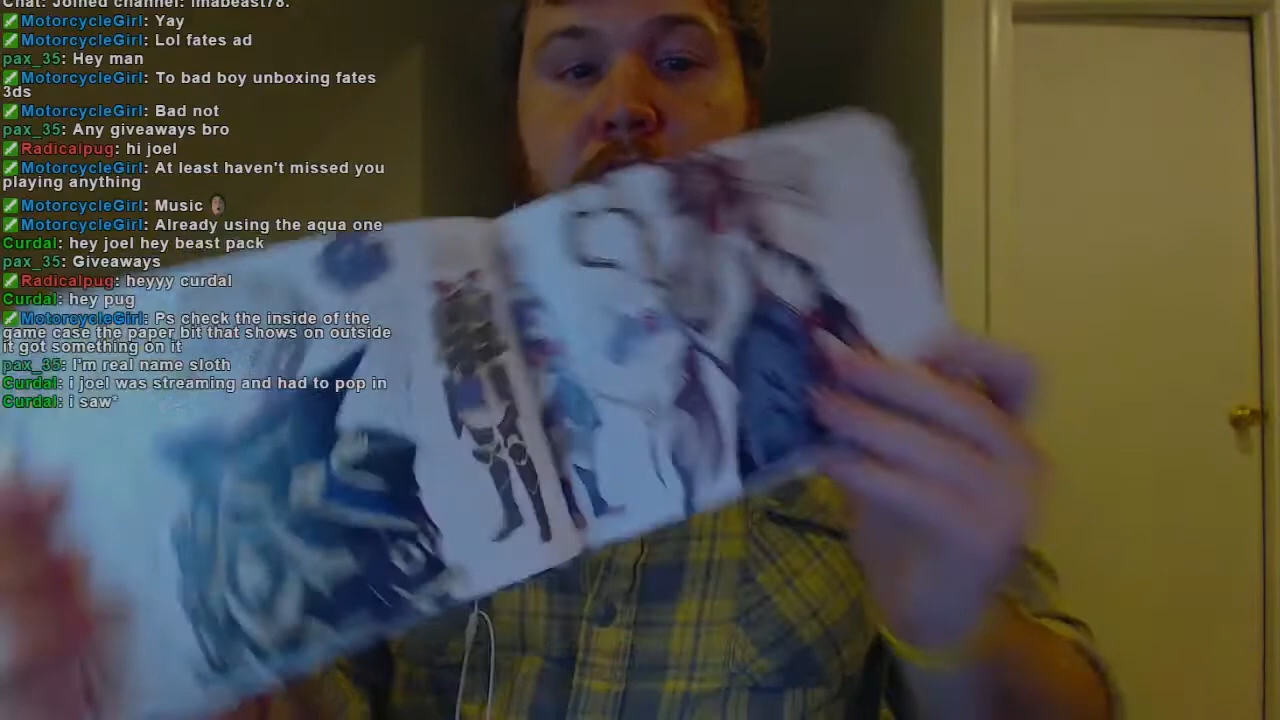 Chat: Joined channel: imabeast78.
MotorcycleGirl: Yay
MotorcycleGirl: Lol fates ad
pax_35: Hey man
MotorcycleGirl: To bad boy unboxing fates
3ds
MotorcycleGirl: Bad not
pax_35: Any giveaways bro
Radicalpug: hi joel
MotorcycleGirl: At least haven't missed you
playing anything
MotorcycleGirl: Music
MotorcycleGirl: Already using the aqua one
Curdal: hey joel hey beast pack
pax_35: Giveaways
Radicalpug: heyyy curdal
Curdal: hey pug
MotorcycleGirl: Ps check the inside of the
game case the paper bit that shows on outside
it got something on it
pax_35: I'm real name sloth
Curdal: i joel was streaming and had to pop in
Curdal: i saw*